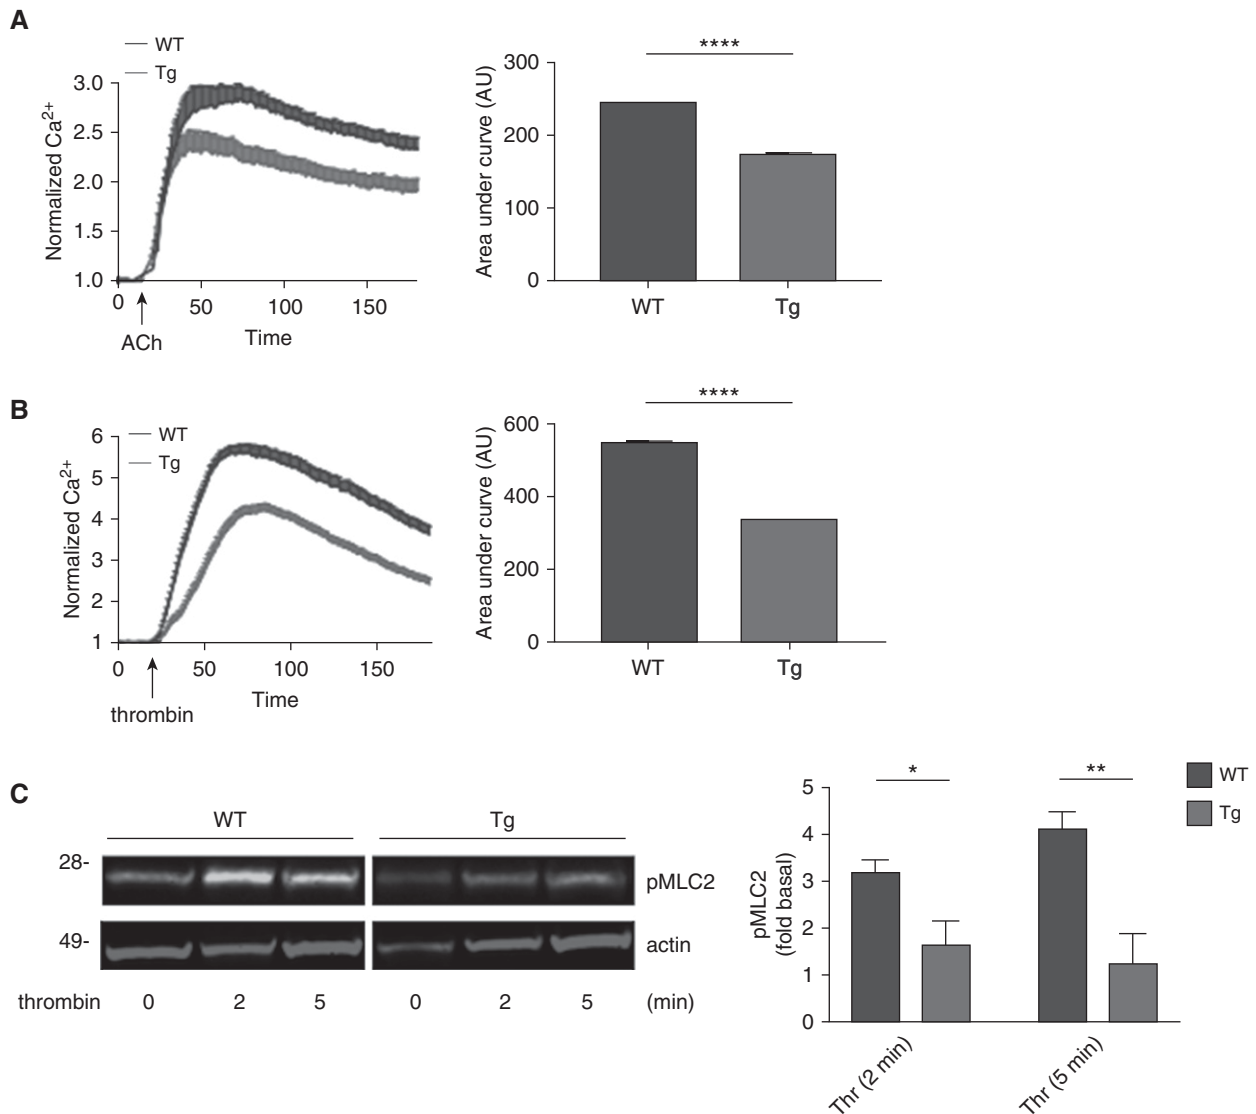 A
WT
Tg
Normalized Ca2+
3.0
2.5
2.0
1.5
1.0
0 50 100 150
ACh
Time
****
Area under curve (AU)
300
200
100
0
WT Tg
B
WT
Tg
Normalized Ca2+
6
5
4
3
2
1
0 50 100 150
thrombin
Time
****
Area under curve (AU)
600
400
200
0
WT Tg
C
WT Tg
28-
pMLC2
49-
actin
thrombin 0 2 5 0 2 5 (min)
* **
WT
Tg
pMLC2
(fold basal)
5
4
3
2
1
0
Thr (2 min) Thr (5 min)